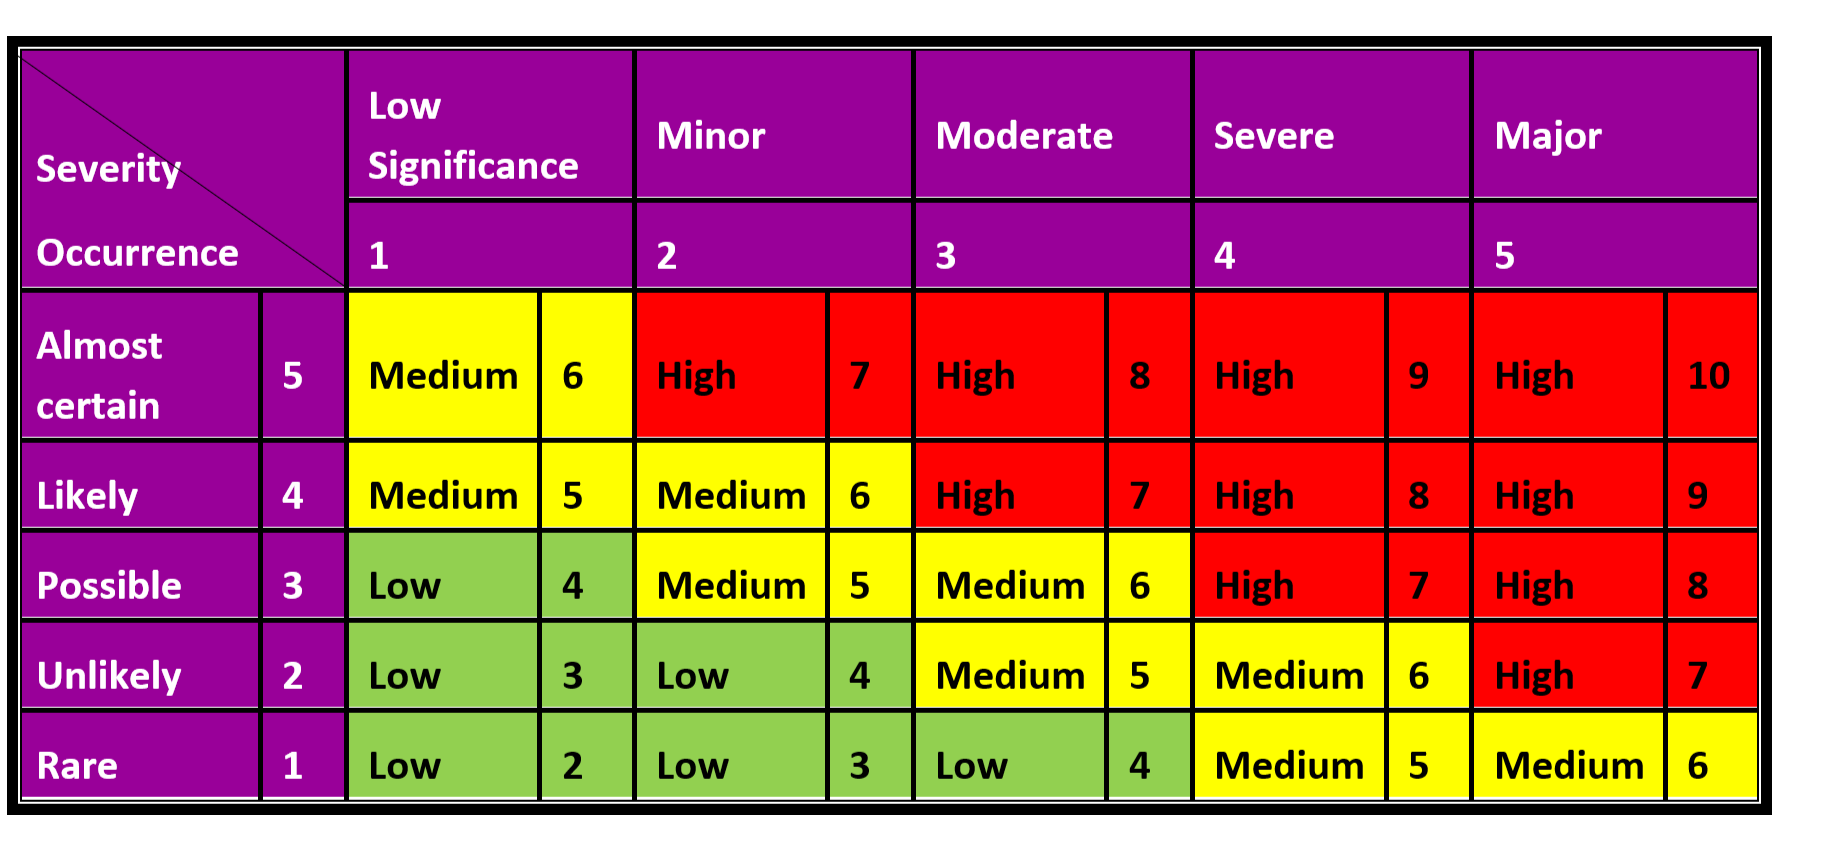 Severity
Occurrence
Low
Significance
Minor
Moderate
Severe
Major
1 2 3 4 5
Almost
certain
5 Medium 6 High 7 High 8 High 9 High 10
Likely 4 Medium 5 Medium 6 High 7 High 8 High 9
Possible 3 Low 4 Medium 5 Medium 6 High 7 High 8
Unlikely 2 Low 3 Low 4 Medium 5 Medium 6 High 7
Rare 1 Low 2 Low 3 Low 4 Medium 5 Medium 6